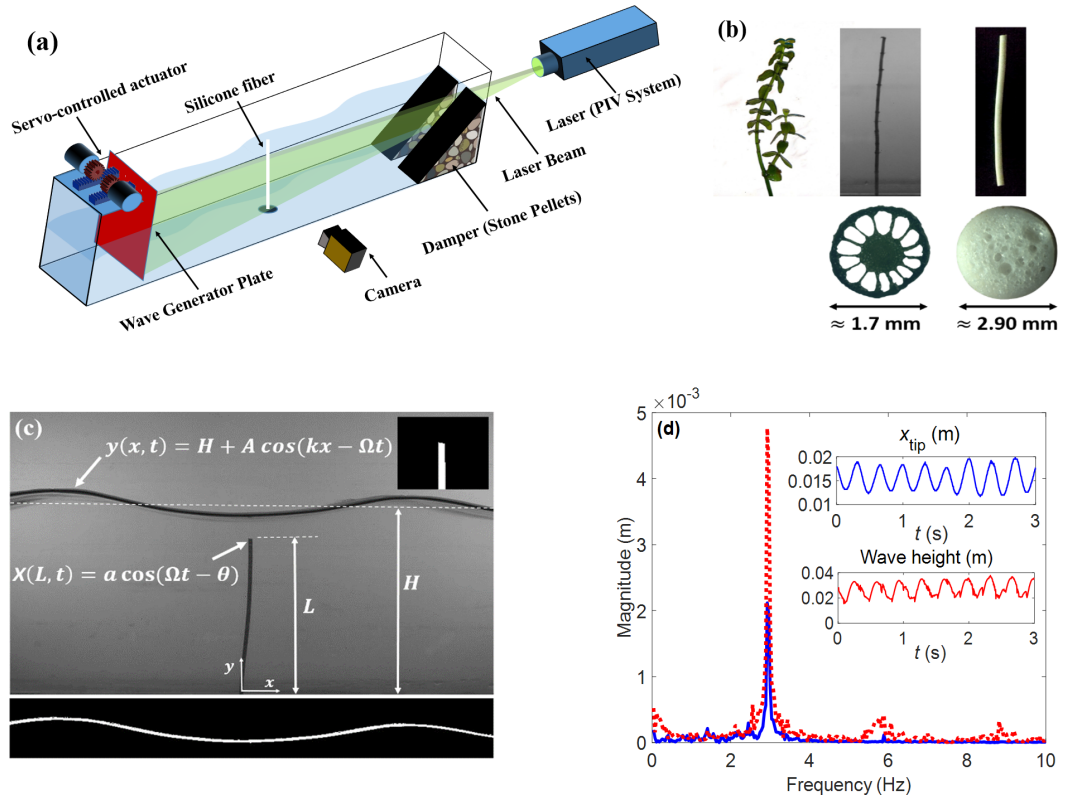 (a)
Servo-controlled actuator
Silicone fiber
Laser (PIV System)
Laser Beam
Damper (Stone Pellets)
Camera
Wave Generator Plate
(b)
≈ 1.7 mm
≈ 2.90 mm
(c)
y(x, t) = H + A cos(kx − Ωt)
X(L, t) = a cos(Ωt − θ)
L
H
y
x
(d)
×10⁻³
5
4
3
2
1
0
Magnitude (m)
0 2 4 6 8 10
Frequency (Hz)
x_tip (m)
0.02
0.01
0 1 2 3
t (s)
Wave height (m)
0.04
0.02
0
0 1 2 3
t (s)